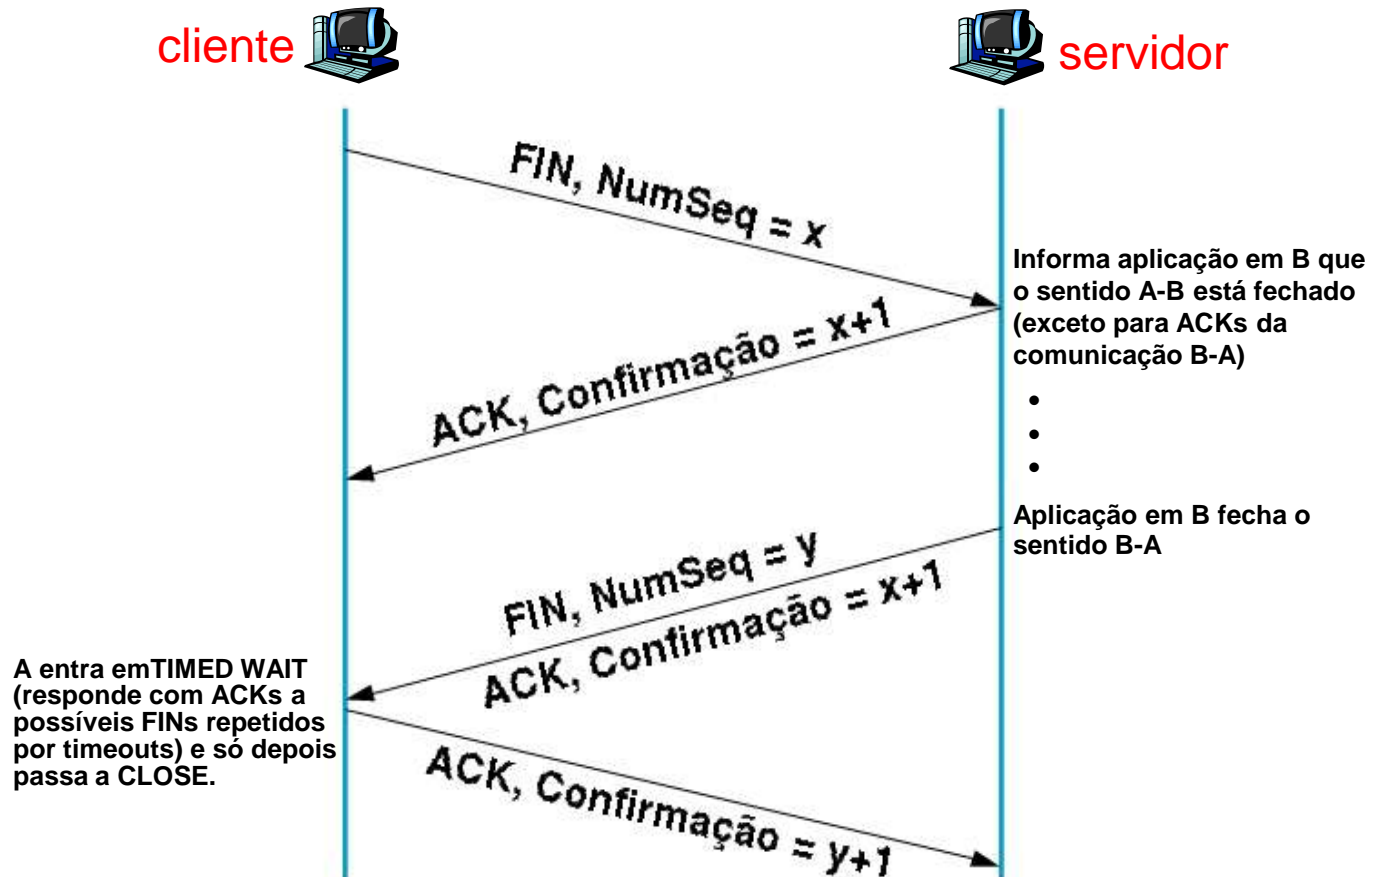 cliente
servidor
FIN, NumSeq = x
Informa aplicação em B que
o sentido A-B está fechado
(exceto para ACKs da
comunicação B-A)
ACK, Confirmação = x+1
•
•
•
Aplicação em B fecha o
sentido B-A
FIN, NumSeq = y
ACK, Confirmação = x+1
A entra emTIMED WAIT
(responde com ACKs a
possíveis FINs repetidos
por timeouts) e só depois
passa a CLOSE.
ACK, Confirmação = y+1